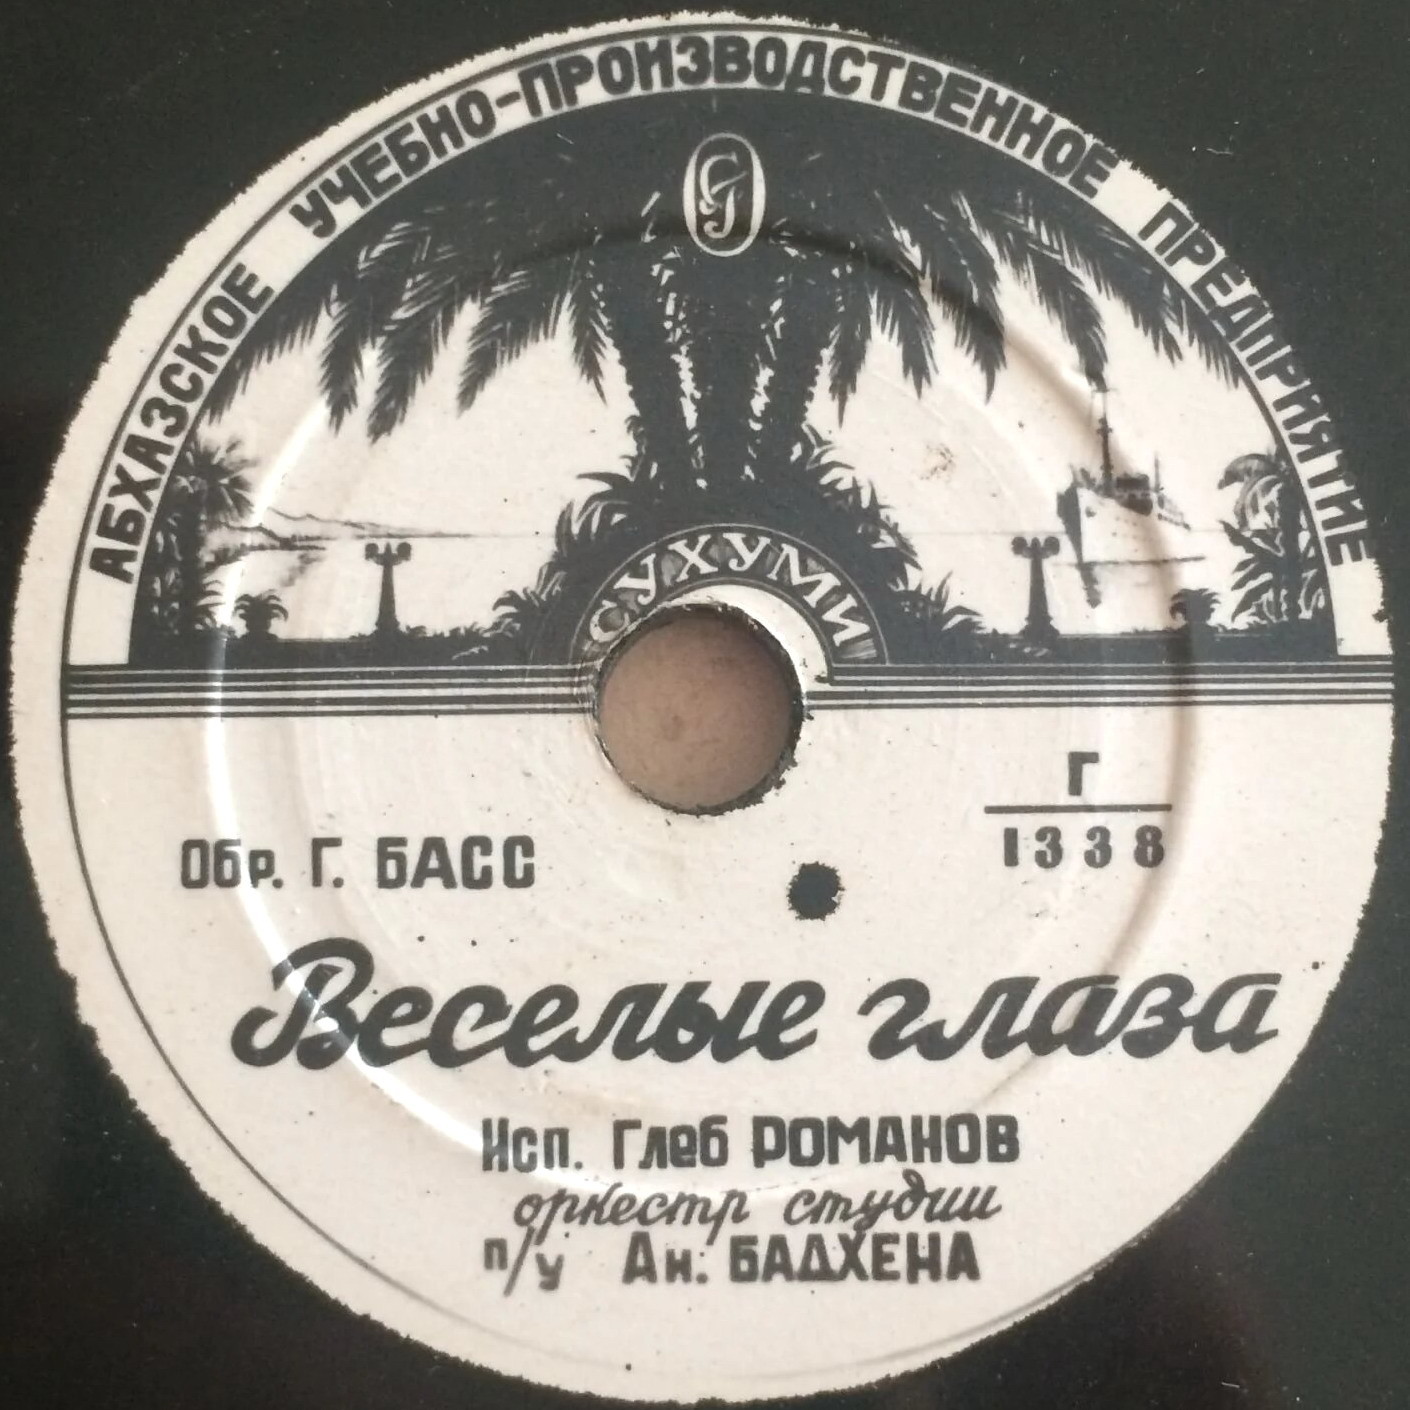 АБХАЗСКОЕ УЧЕБНО-ПРОИЗВОДСТВЕННОЕ ПРЕДПРИЯТИЕ
СУХУМИ
Г
1338
Обр. Г. БАСС
Веселые глаза
Исп. Глеб РОМАНОВ
оркестр студии
п/у Ан. БАДХЕНА